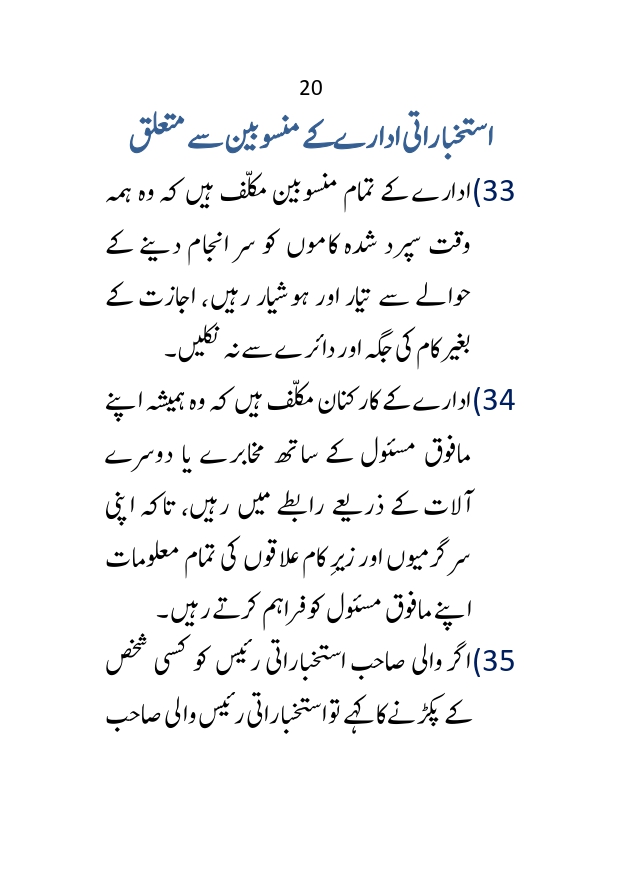 20
استخباراتی ادارے کے منسوبین سے متعلق
33)ادارے کے تمام منسوبین مکلّف ہیں کہ وہ ہمہ
وقت سپرد شدہ کاموں کو سرانجام دینے کے
حوالے سے تیار اور ہوشیار رہیں، اجازت کے
بغیر کام کی جگہ اور دائرے سے نہ نکلیں۔
34)ادارے کے کارکنان مکلّف ہیں کہ وہ ہمیشہ اپنے
مافوق مسئول کے ساتھ مخابرے یا دوسرے
آلات کے ذریعے رابطے میں رہیں، تاکہ اپنی
سرگرمیوں اور زیرِ کام علاقوں کی تمام معلومات
اپنے مافوق مسئول کو فراہم کرتے رہیں۔
35)اگر والی صاحب استخباراتی رئیس کو کسی شخص
کے پکڑنے کا کہے تو استخباراتی رئیس والی صاحب